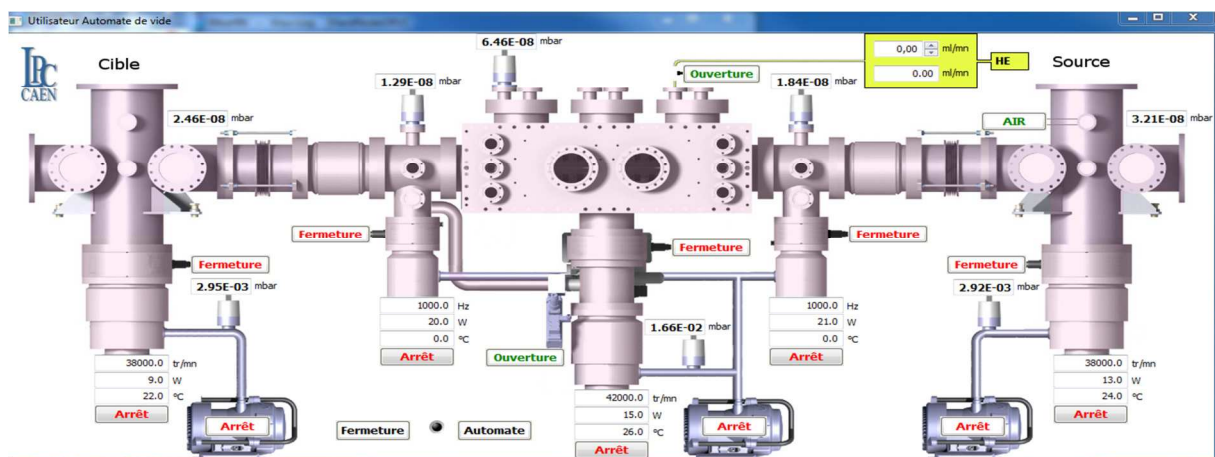 Utilisateur Automate de vide
LPC
CAEN
Cible
Source
6.46E-08 mbar
0,00 ml/mn
0.00 ml/mn
HE
Ouverture
1.29E-08 mbar
1.84E-08 mbar
2.46E-08 mbar
AIR
3.21E-08 mbar
Fermeture
Fermeture
Fermeture
Fermeture
Fermeture
2.95E-03 mbar
2.92E-03 mbar
1000.0 Hz
20.0 W
0.0 °C
Arrêt
1000.0 Hz
21.0 W
0.0 °C
Arrêt
1.66E-02 mbar
Ouverture
38000.0 tr/mn
9.0 W
22.0 °C
Arrêt
38000.0 tr/mn
13.0 W
24.0 °C
Arrêt
42000.0 tr/mn
15.0 W
26.0 °C
Arrêt
Arrêt
Arrêt
Arrêt
Fermeture
Automate